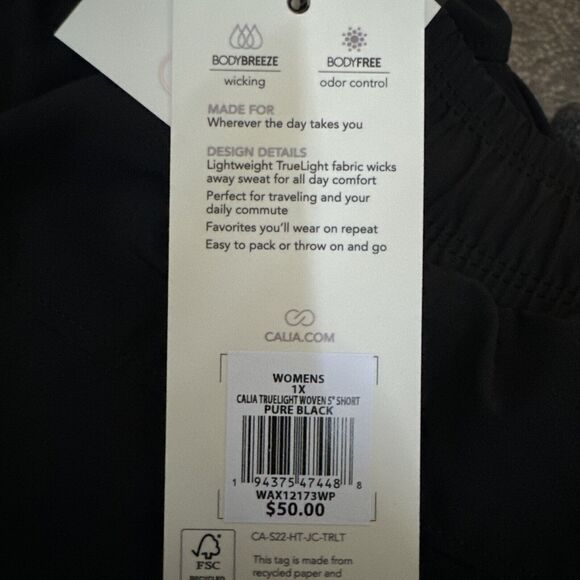 BODYBREEZE BODYFREE
wicking odor control
MADE FOR
Wherever the day takes you
DESIGN DETAILS
Lightweight TrueLight fabric wicks
away sweat for all day comfort
Perfect for traveling and your
daily commute
Favorites you'll wear on repeat
Easy to pack or throw on and go
CALIA.COM
WOMENS
1X
CALIA TRUELIGHT WOVEN 5" SHORT
PURE BLACK
1 94375 47448 8
WAX12173WP
$50.00
CA-S22-HT-JC-TRLT
FSC
RECYCLED
This tag is made from
recycled paper and